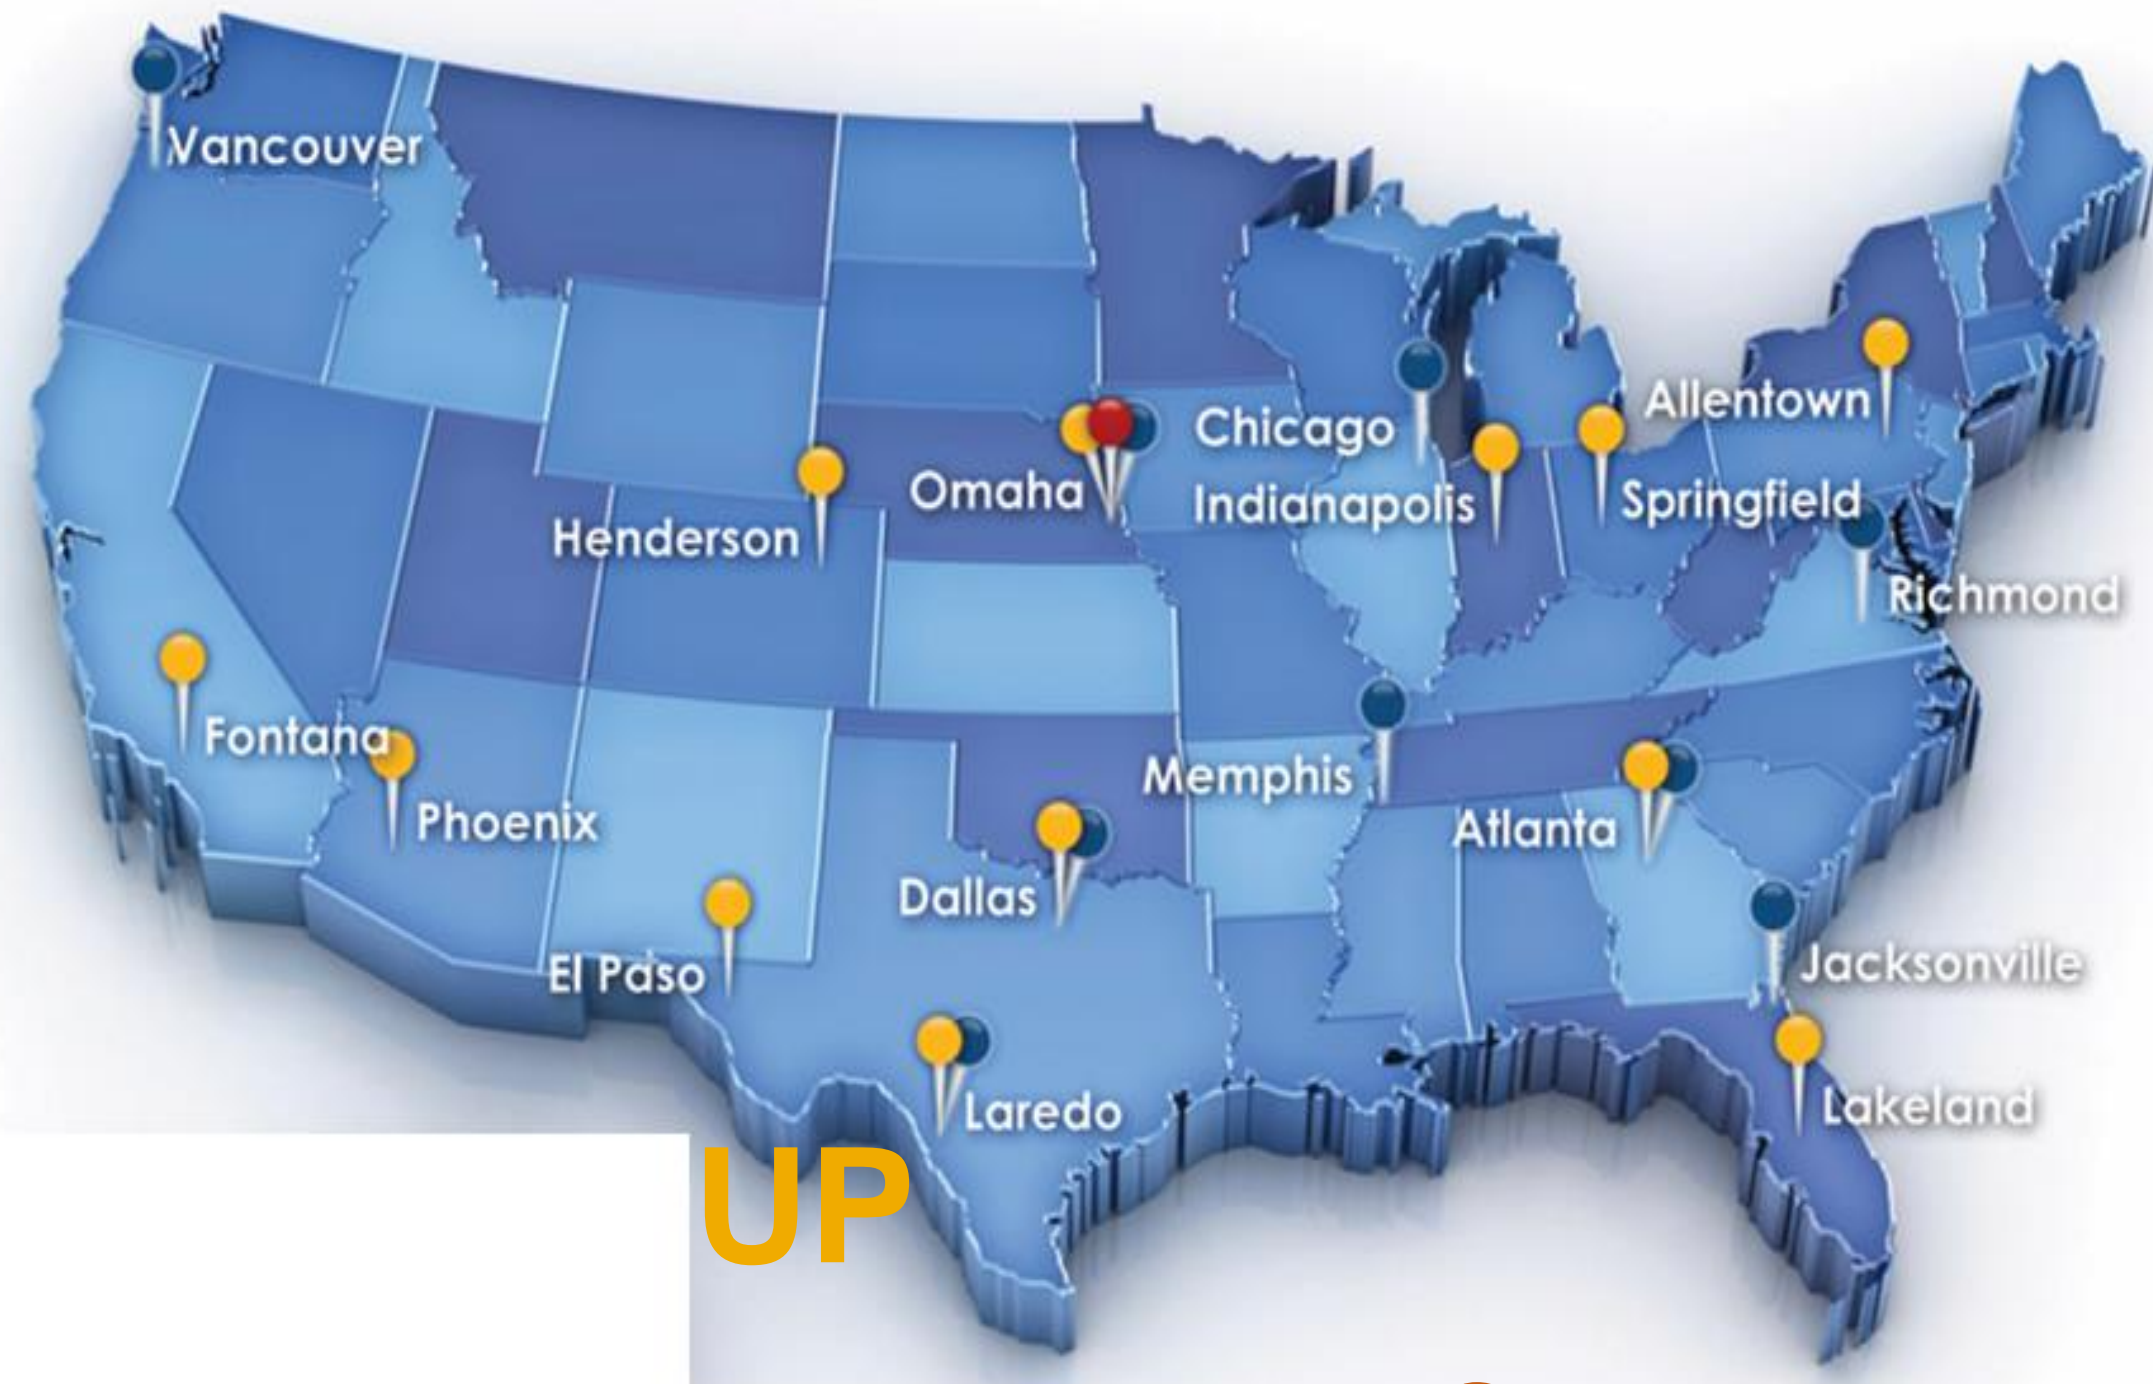 Vancouver
Allentown
Chicago
Omaha
Indianapolis
Springfield
Henderson
Richmond
Fontana
Memphis
Phoenix
Atlanta
Dallas
El Paso
Jacksonville
Laredo
Lakeland
UP